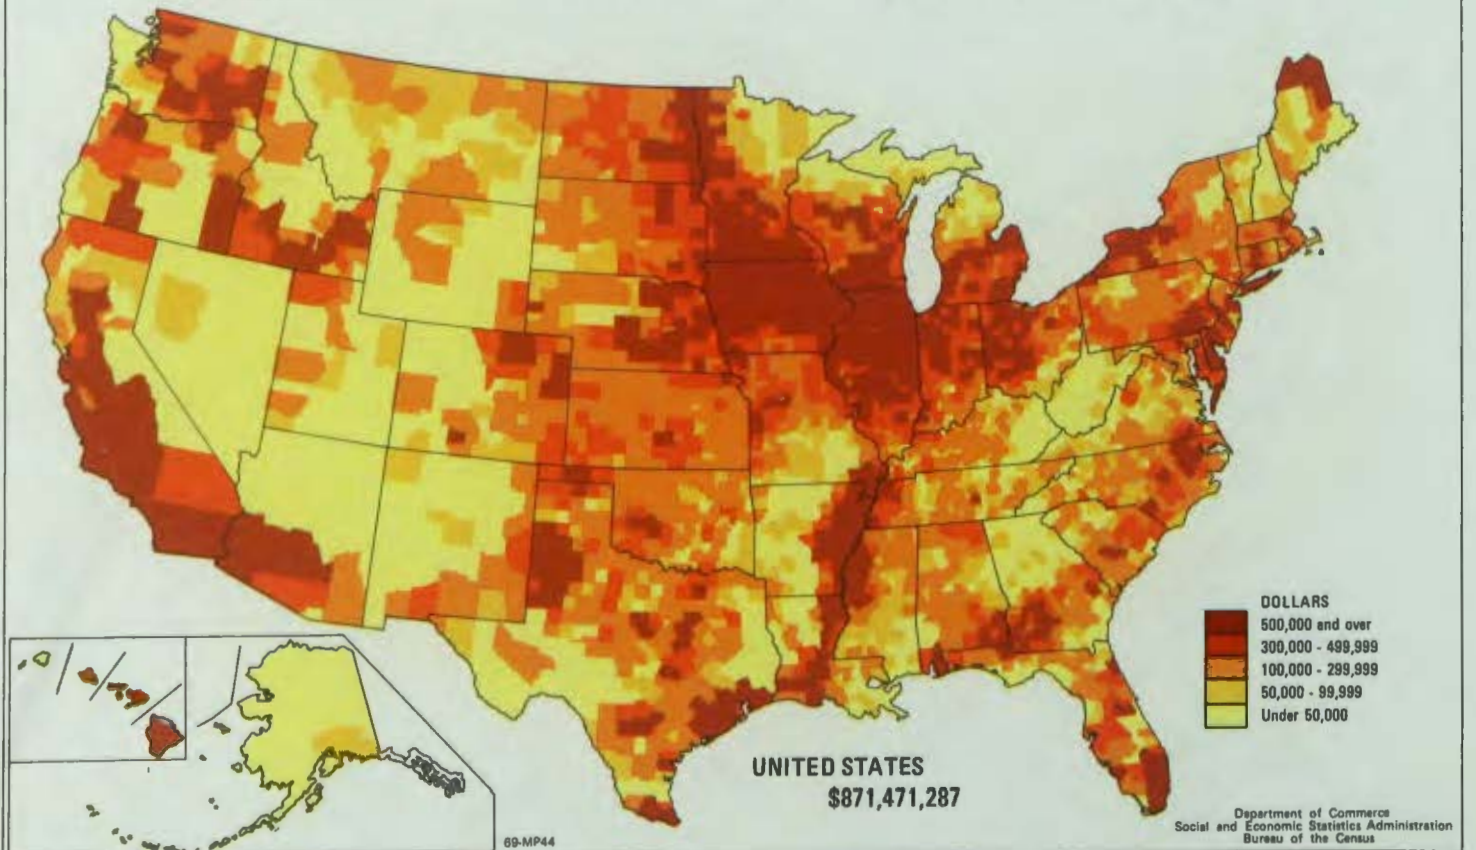 DOLLARS
500,000 and over
300,000 - 499,999
100,000 - 299,999
50,000 - 99,999
Under 50,000
UNITED STATES
$871,471,287
Department of Commerce
Social and Economic Statistics Administration
Bureau of the Census
69-MP44